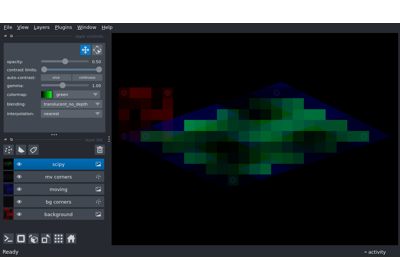 File View Layers Plugins Window Help
opacity: 0.50
contrast limits:
auto-contrast: once continuous
gamma: 1.00
colormap: green
blending: translucent_no_depth
interpolation: nearest
scipy
mv corners
moving
bg corners
background
Ready
activity